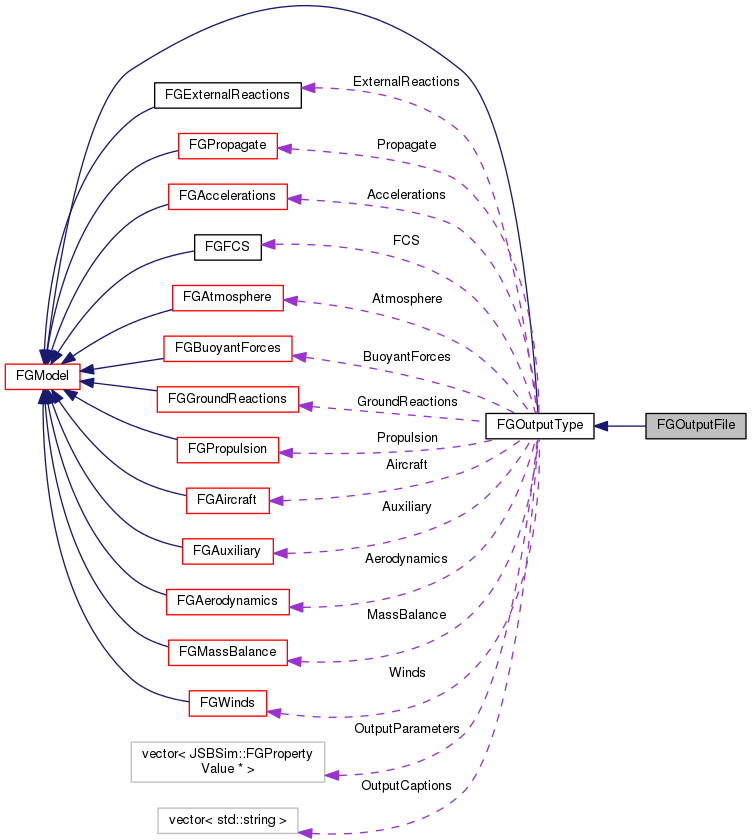 ExternalReactions
FGExternalReactions
Propagate
FGPropagate
Accelerations
FGAccelerations
FCS
FGFCS
Atmosphere
FGAtmosphere
BuoyantForces
FGBuoyantForces
FGModel
GroundReactions
FGGroundReactions
FGOutputType
FGOutputFile
Propulsion
FGPropulsion
Aircraft
FGAircraft
Auxiliary
FGAuxiliary
Aerodynamics
FGAerodynamics
MassBalance
FGMassBalance
Winds
FGWinds
OutputParameters
vector< JSBSim::FGProperty
Value * >
OutputCaptions
vector< std::string >